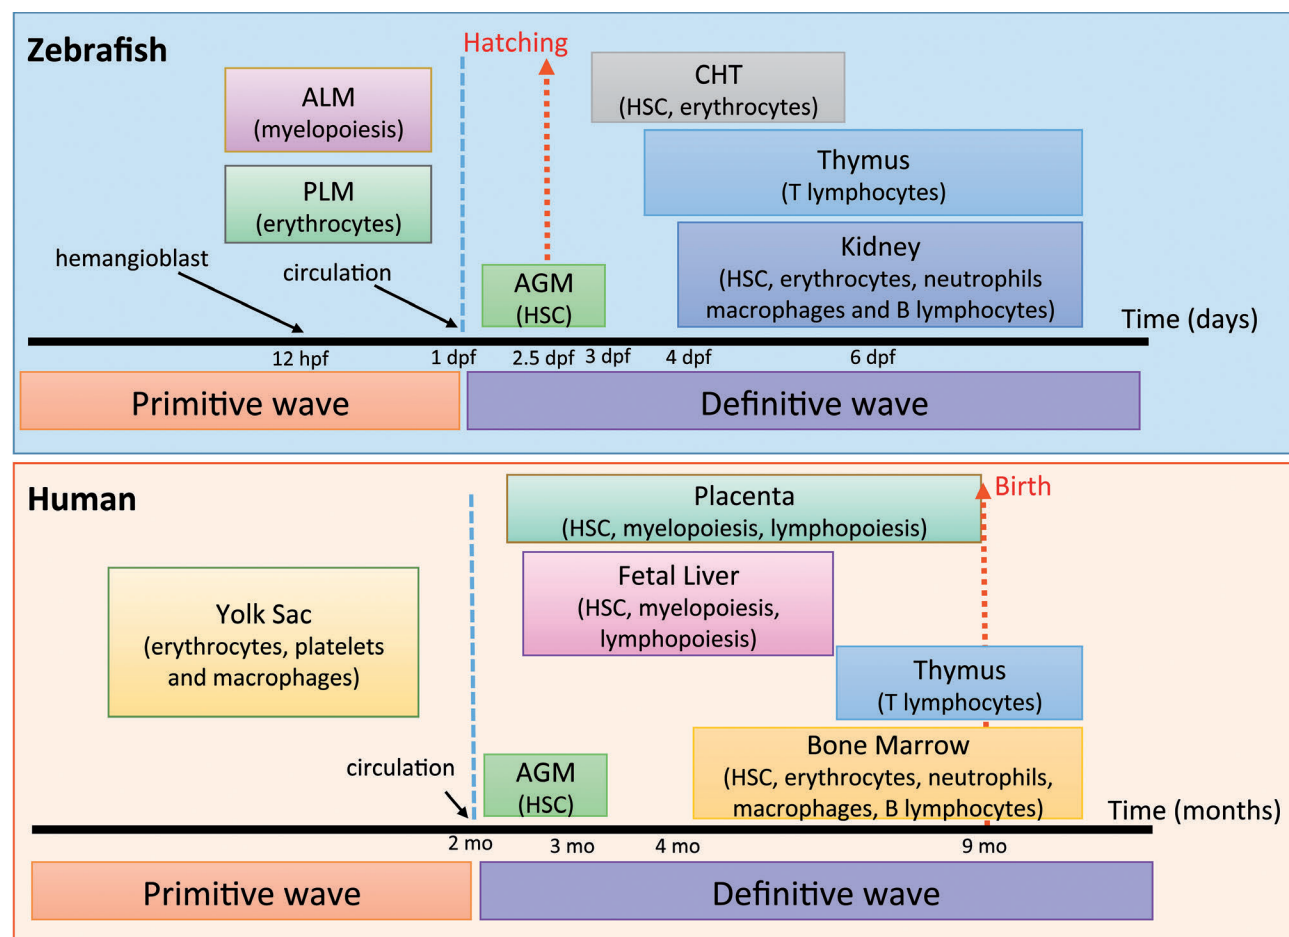 Zebrafish
Hatching
ALM
(myelopoiesis)
CHT
(HSC, erythrocytes)
PLM
(erythrocytes)
Thymus
(T lymphocytes)
hemangioblast
circulation
AGM
(HSC)
Kidney
(HSC, erythrocytes, neutrophils
macrophages and B lymphocytes)
Time (days)
12 hpf
1 dpf
2.5 dpf
3 dpf
4 dpf
6 dpf
Primitive wave
Definitive wave
Human
Placenta
(HSC, myelopoiesis, lymphopoiesis)
Birth
Yolk Sac
(erythrocytes, platelets
and macrophages)
Fetal Liver
(HSC, myelopoiesis,
lymphopoiesis)
Thymus
(T lymphocytes)
circulation
AGM
(HSC)
Bone Marrow
(HSC, erythrocytes, neutrophils,
macrophages, B lymphocytes)
Time (months)
2 mo
3 mo
4 mo
9 mo
Primitive wave
Definitive wave